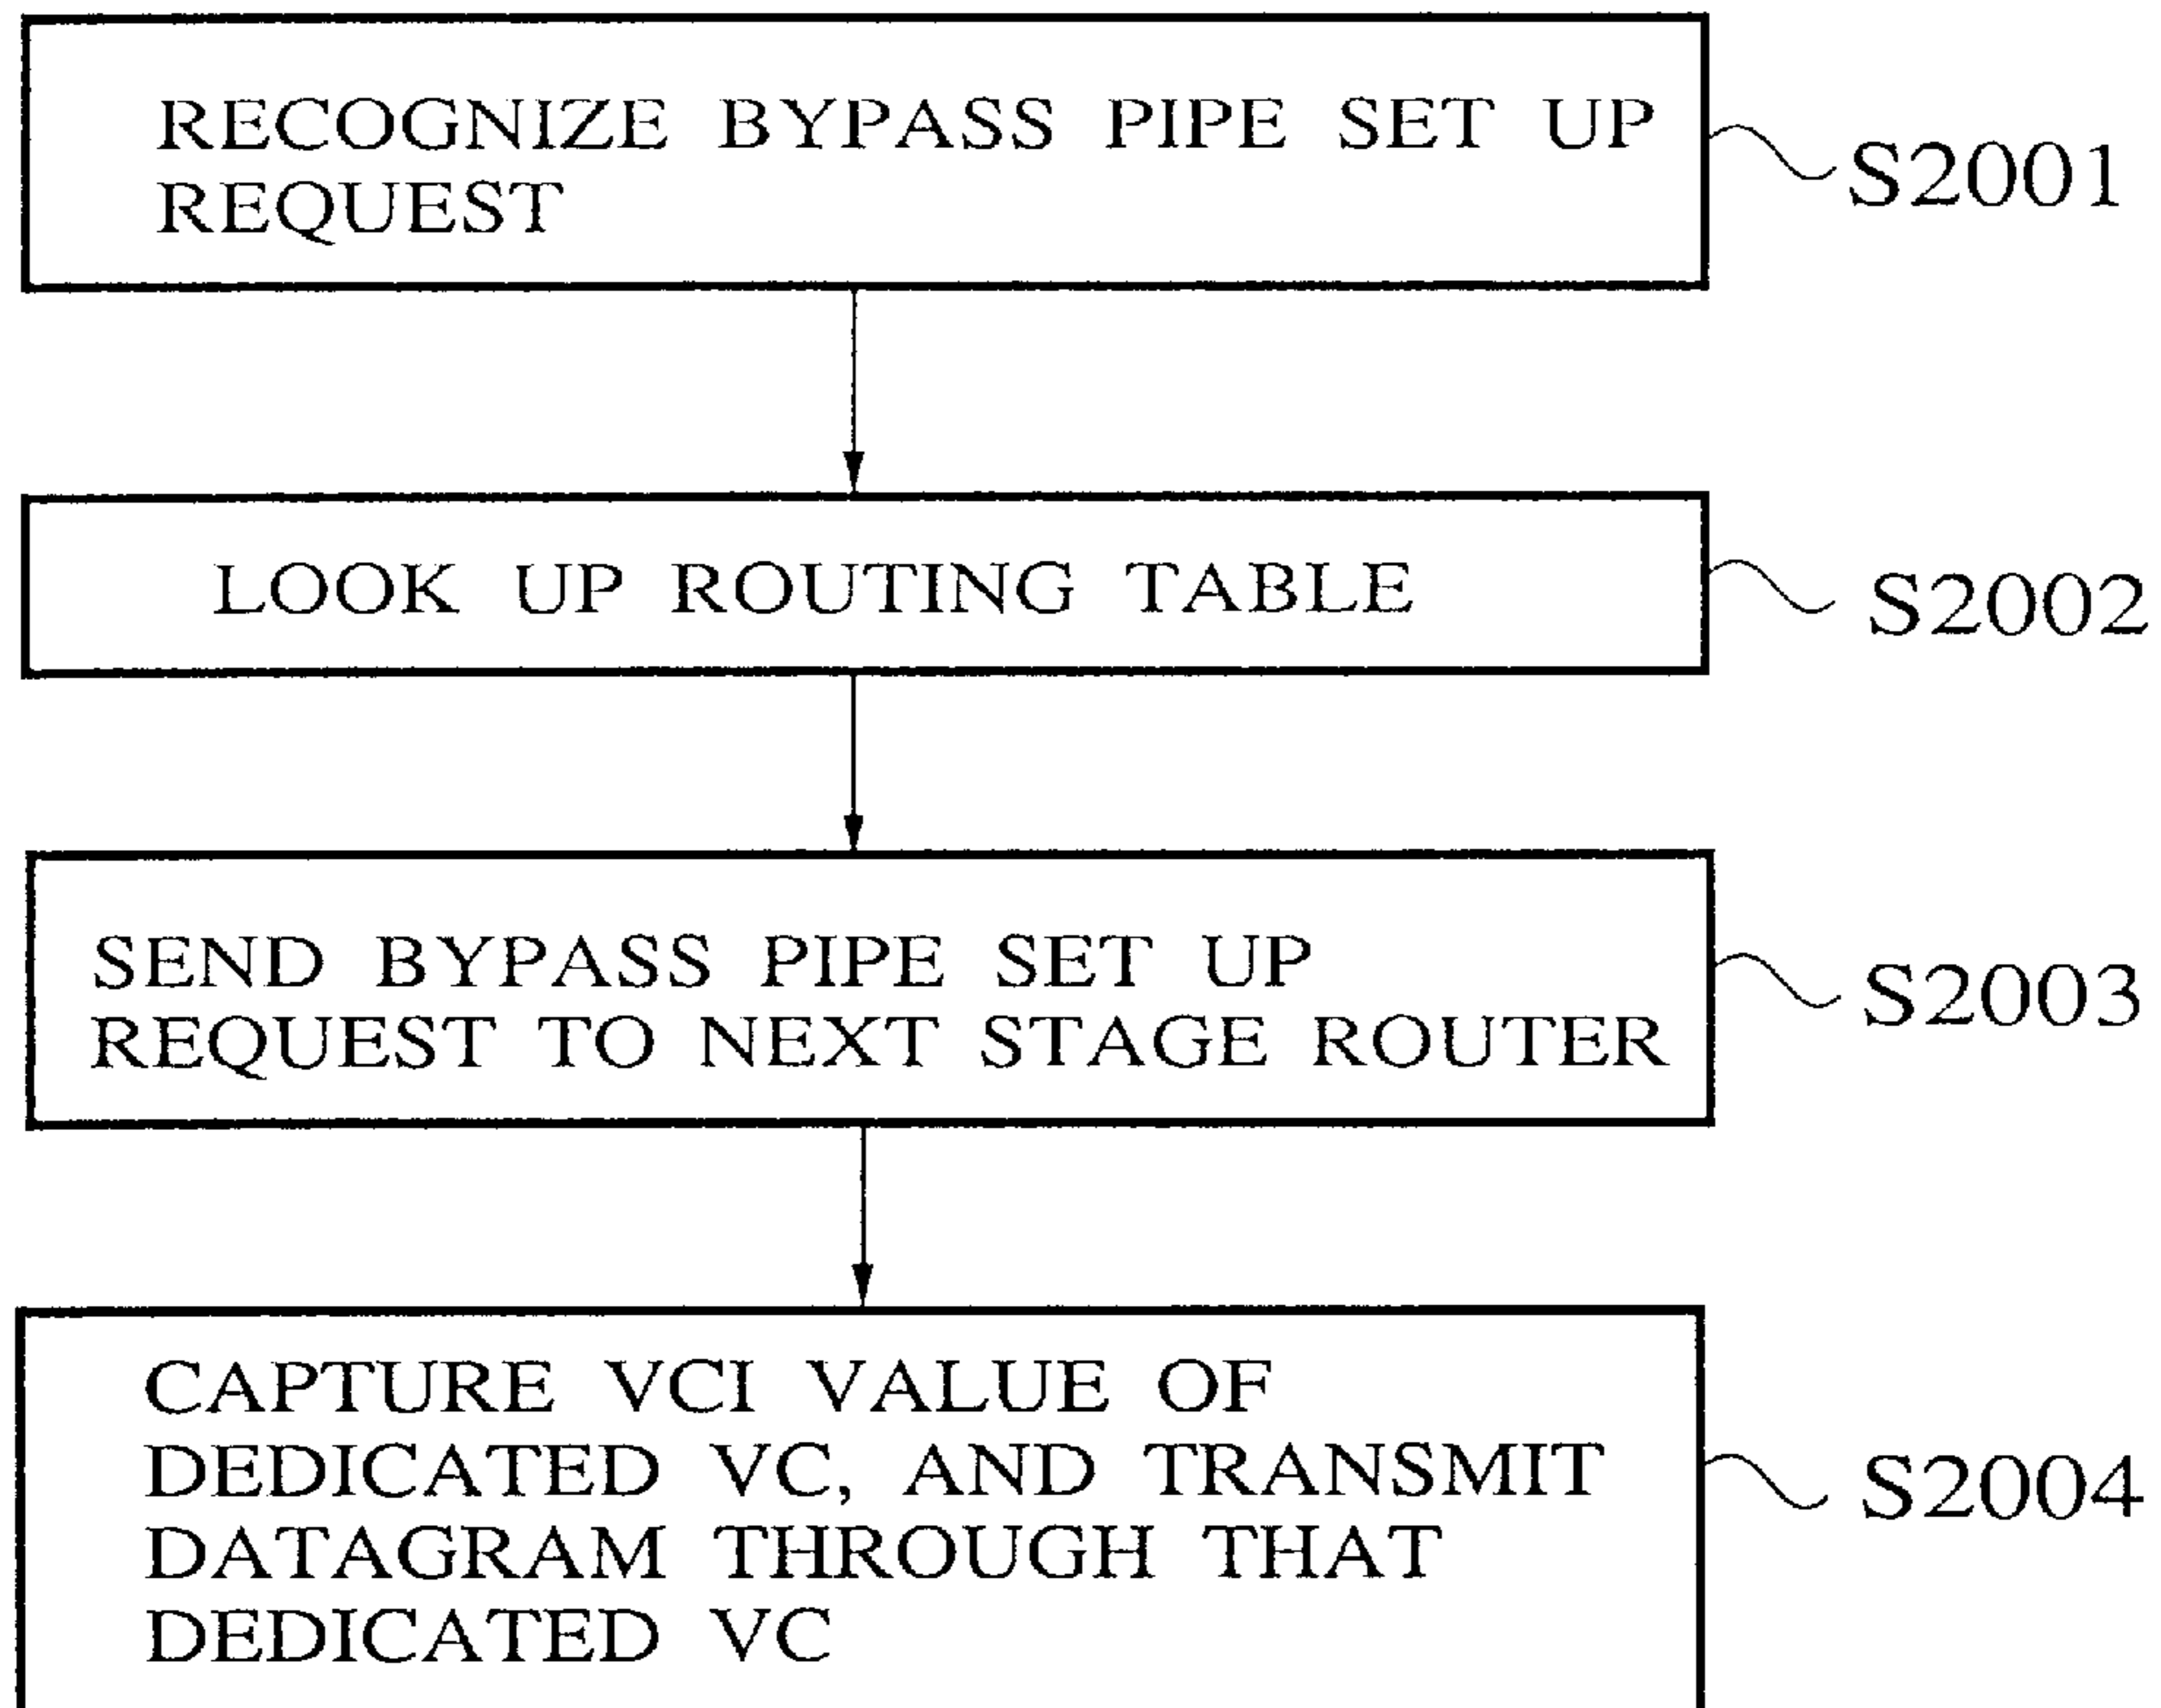 RECOGNIZE BYPASS PIPE SET UP
REQUEST
S2001
LOOK UP ROUTING TABLE
S2002
SEND BYPASS PIPE SET UP
REQUEST TO NEXT STAGE ROUTER
S2003
CAPTURE VCI VALUE OF
DEDICATED VC, AND TRANSMIT
DATAGRAM THROUGH THAT
DEDICATED VC
S2004